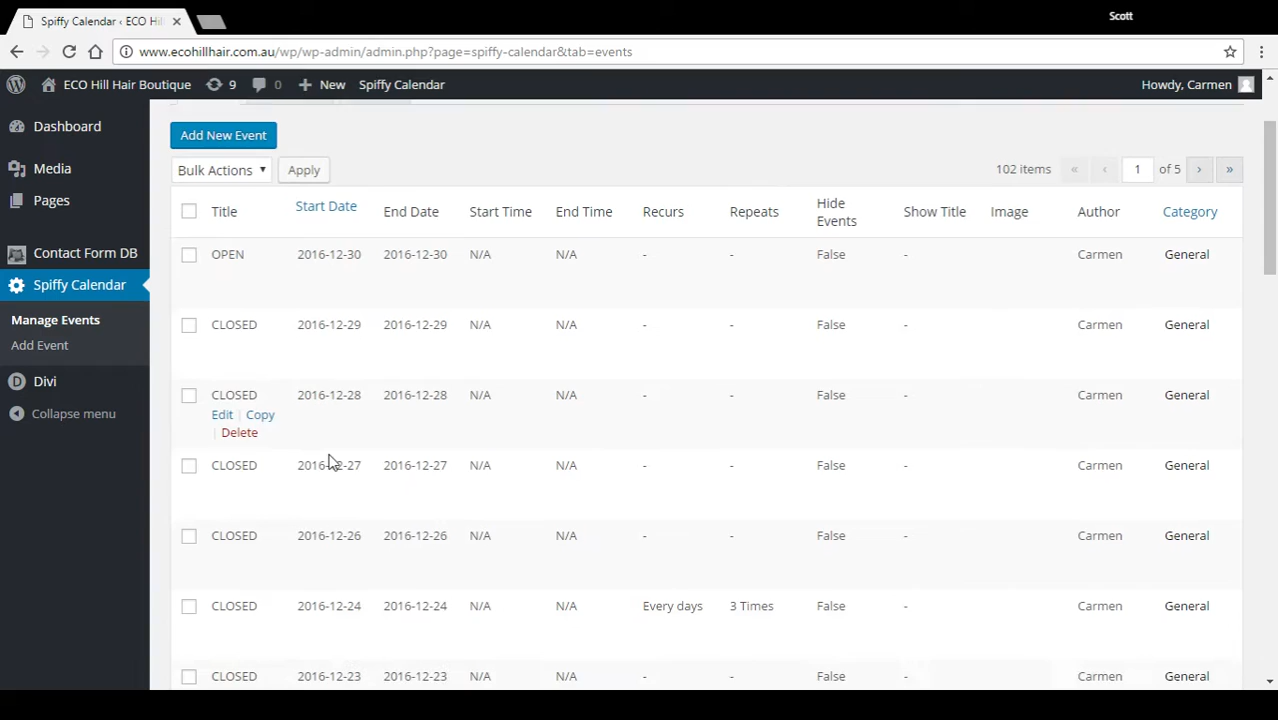 Scott
Spiffy Calendar ‹ ECO Hil
www.ecohillhair.com.au/wp/wp-admin/admin.php?page=spiffy-calendar&tab=events
ECO Hill Hair Boutique 9 0 New Spiffy Calendar Howdy, Carmen
Dashboard
Media
Pages
Contact Form DB
Spiffy Calendar
Manage Events
Add Event
Divi
Collapse menu
Add New Event
Bulk Actions Apply 102 items « ‹ 1 of 5 › »
Title Start Date End Date Start Time End Time Recurs Repeats Hide Events Show Title Image Author Category
OPEN 2016-12-30 2016-12-30 N/A N/A - - False - Carmen General
CLOSED 2016-12-29 2016-12-29 N/A N/A - - False - Carmen General
CLOSED 2016-12-28 2016-12-28 N/A N/A - - False - Carmen General
Edit | Copy
| Delete
CLOSED 2016-12-27 2016-12-27 N/A N/A - - False - Carmen General
CLOSED 2016-12-26 2016-12-26 N/A N/A - - False - Carmen General
CLOSED 2016-12-24 2016-12-24 N/A N/A Every days 3 Times False - Carmen General
CLOSED 2016-12-23 2016-12-23 N/A N/A - - False - Carmen General